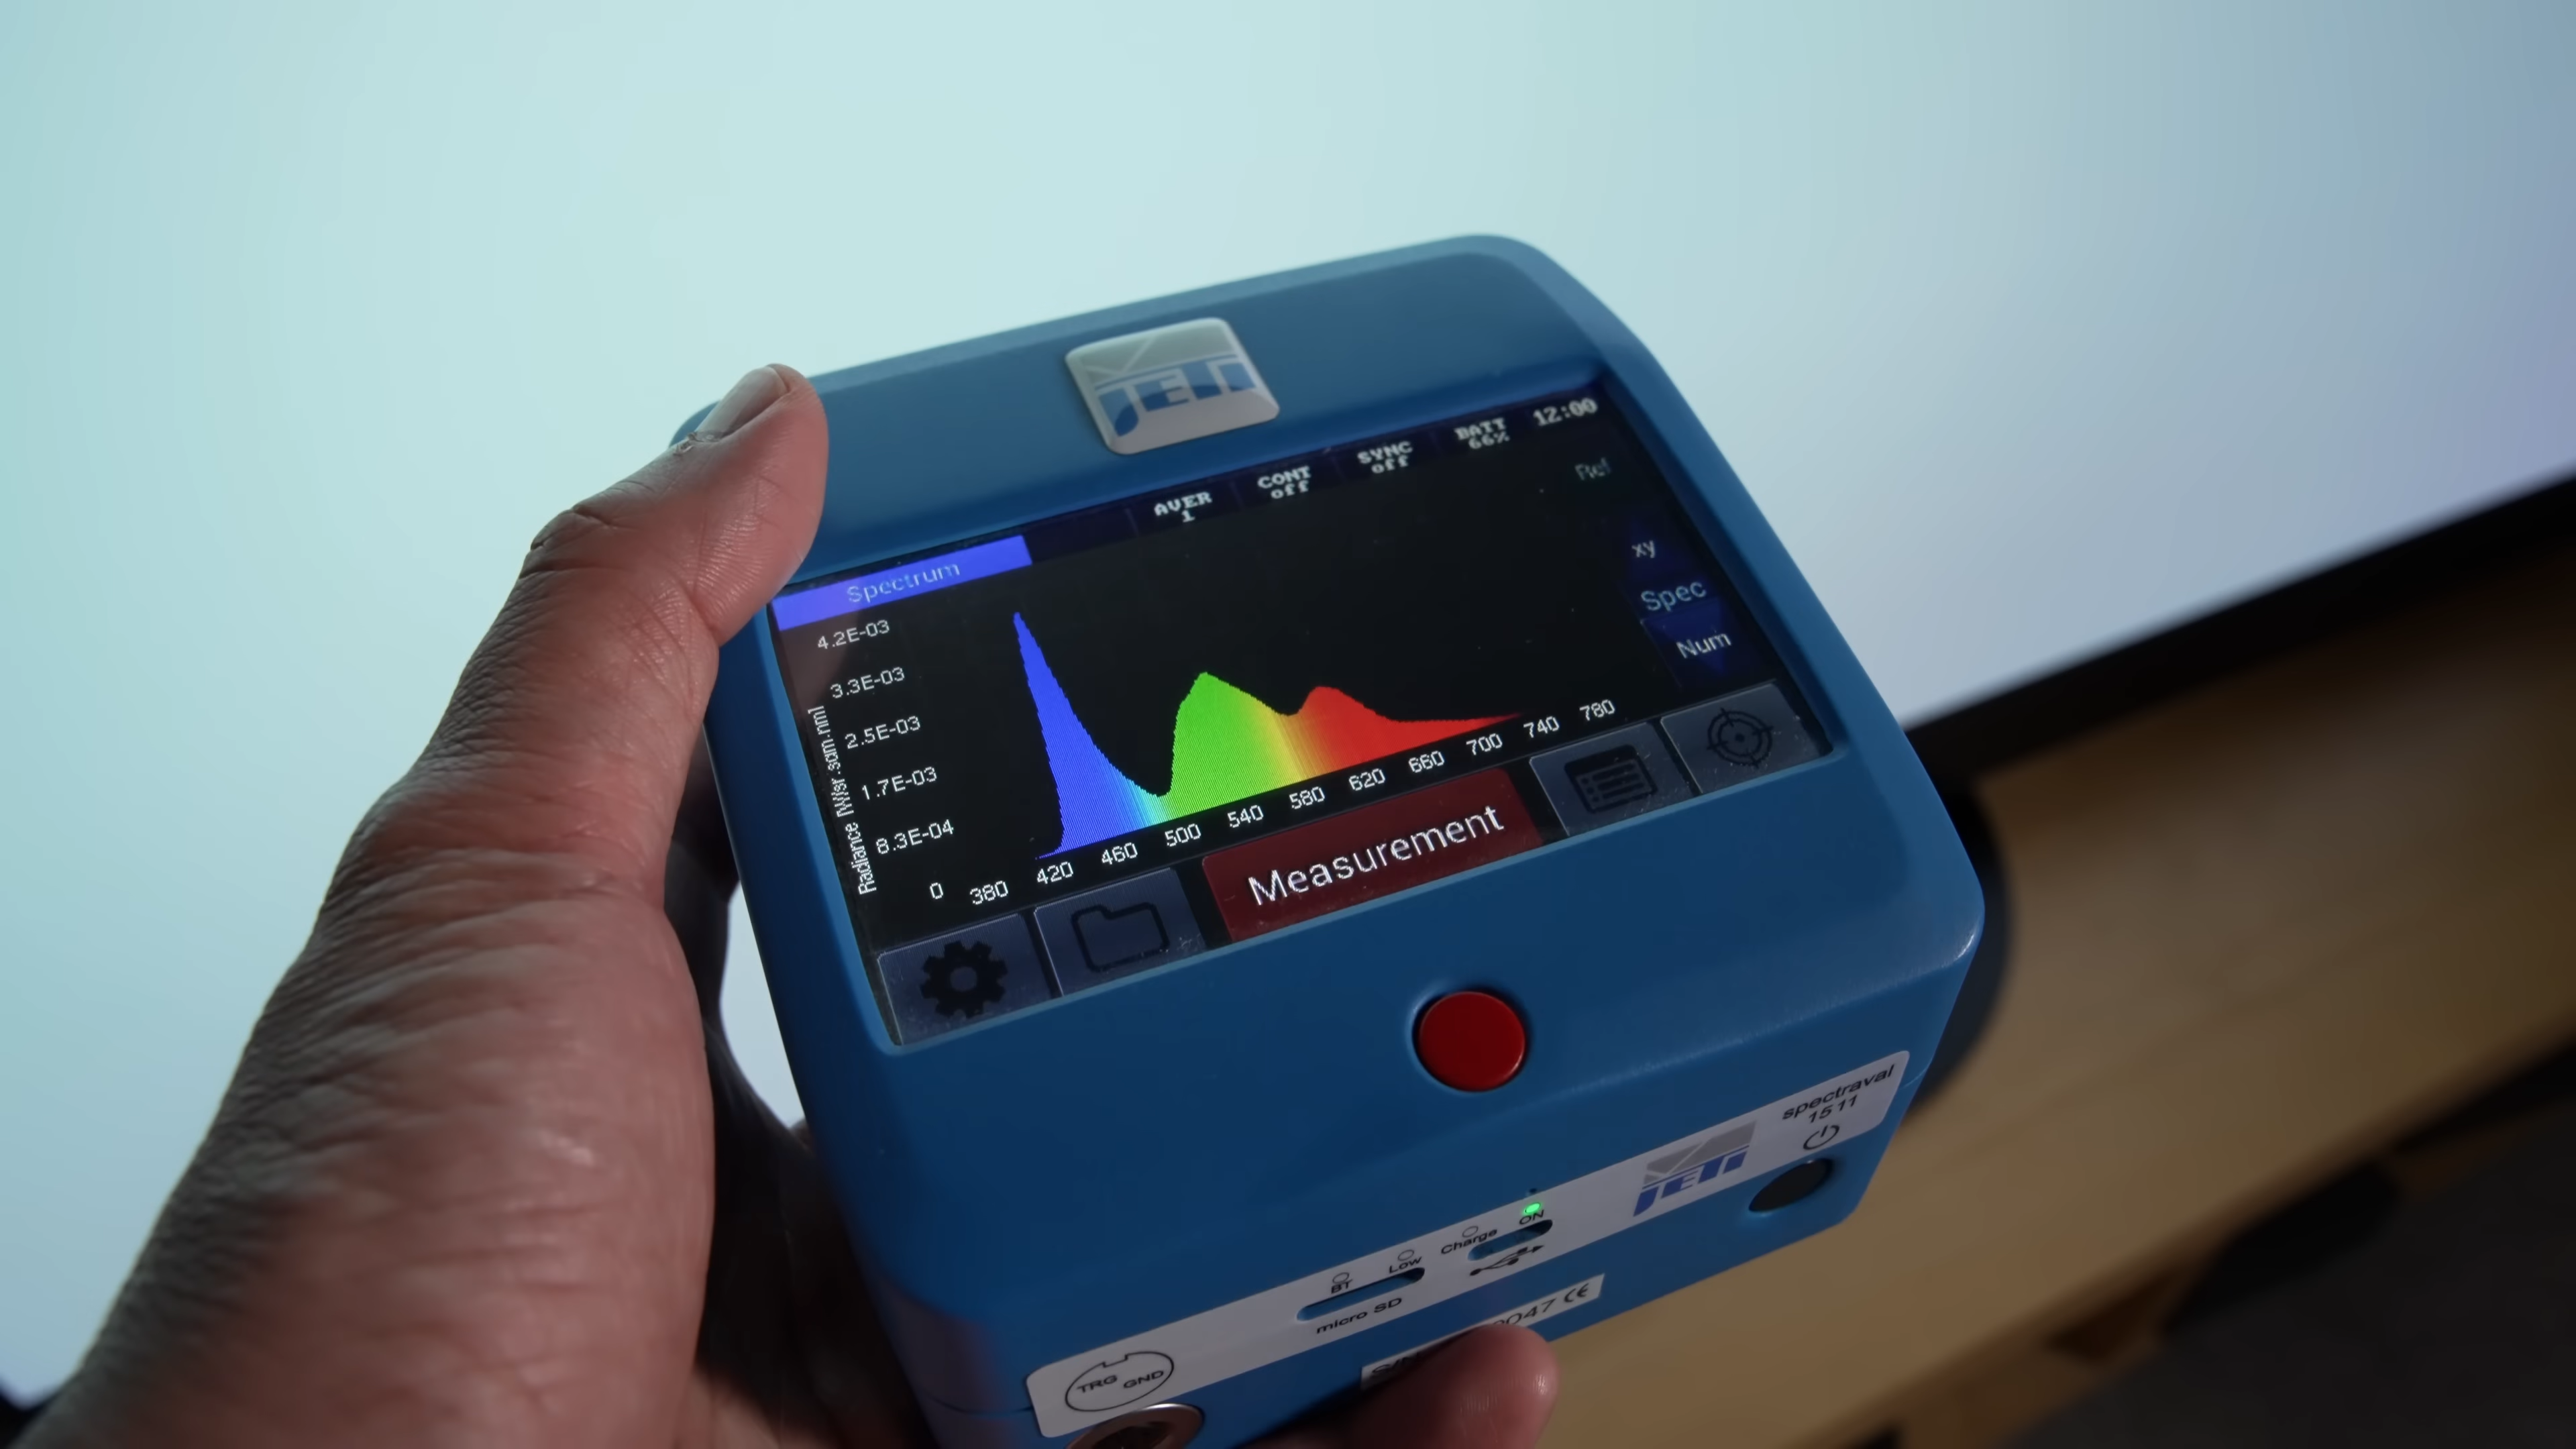 JETI
AVER
1
CONT
off
SYNC
off
BATT
66%
12:00
Spectrum
Ref
xy
Spec
Num
4.2E-03
3.3E-03
2.5E-03
1.7E-03
8.3E-04
0
Radiance [W/sr.sqm.nm]
380 420 460 500 540 580 620 660 700 740 780
Measurement
spectraval
1511
JETI
ON
Charge
Low
BT
micro SD
TRG GND
047 CE